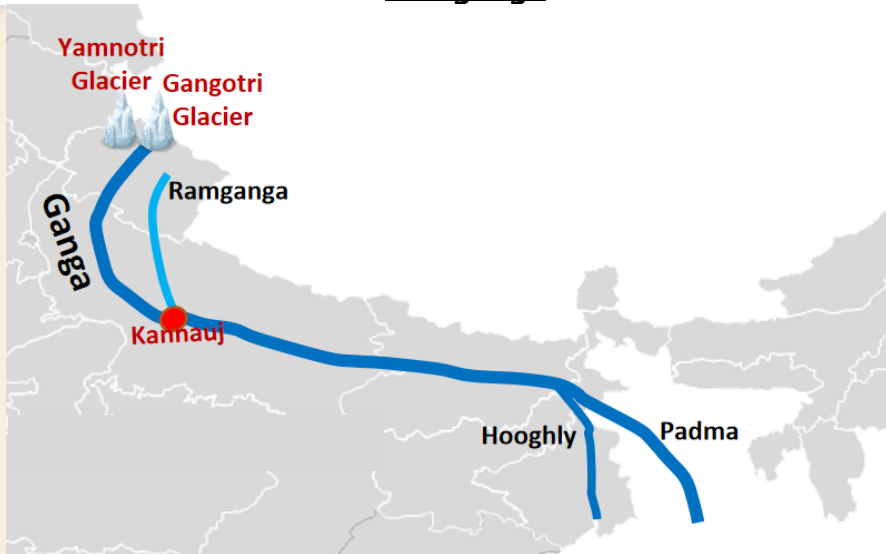 Yamnotri
Glacier
Gangotri
Glacier
Ramganga
Ganga
Kannauj
Hooghly
Padma